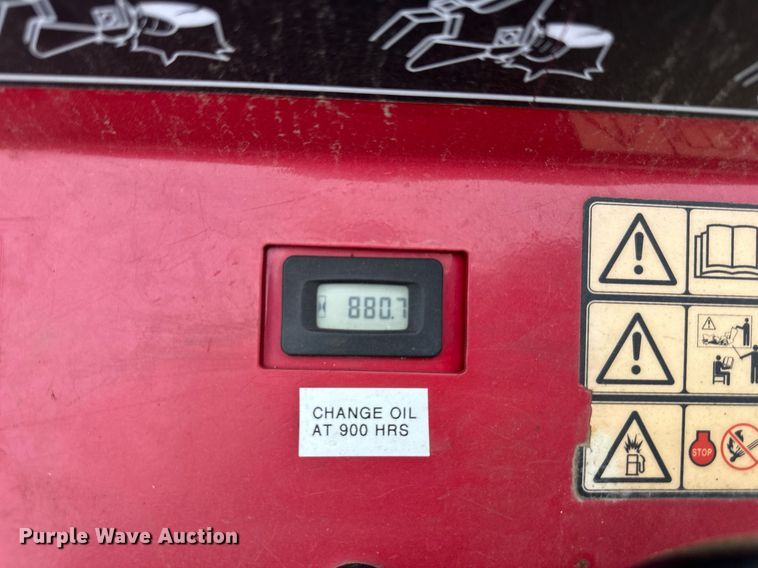 880.7
CHANGE OIL
AT 900 HRS
STOP
Purple Wave Auction